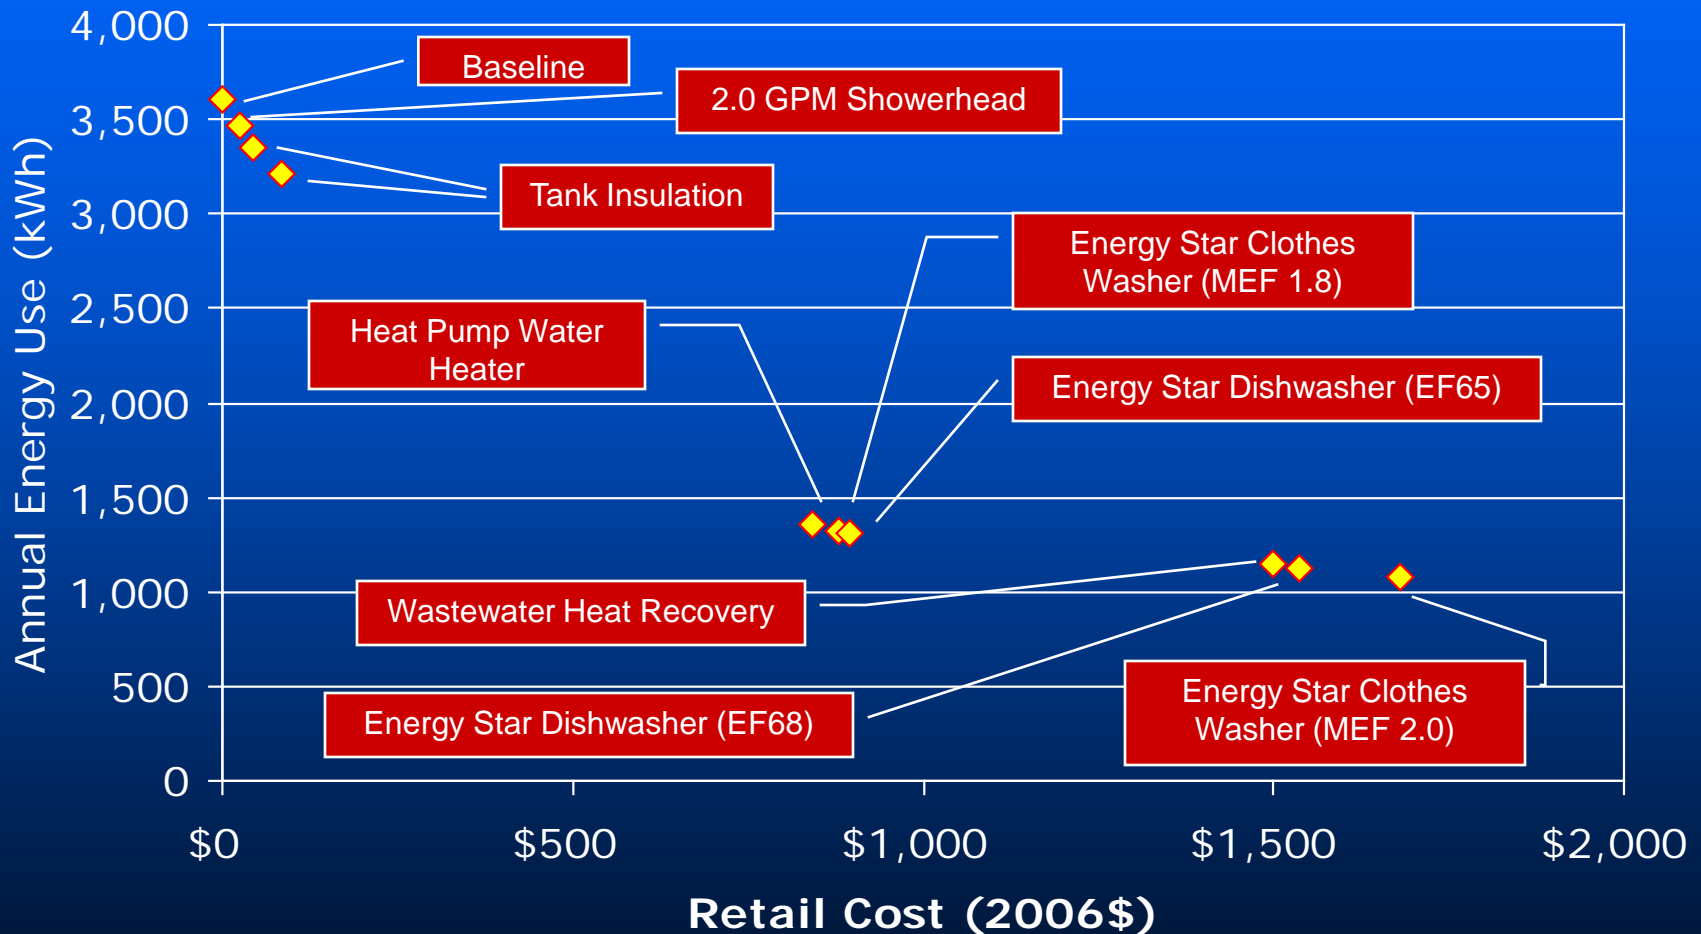 4,000
3,500
3,000
2,500
2,000
1,500
1,000
500
0
Annual Energy Use (kWh)
Baseline
2.0 GPM Showerhead
Tank Insulation
Energy Star Clothes
Washer (MEF 1.8)
Heat Pump Water
Heater
Energy Star Dishwasher (EF65)
Wastewater Heat Recovery
Energy Star Dishwasher (EF68)
Energy Star Clothes
Washer (MEF 2.0)
$0
$500
$1,000
$1,500
$2,000
Retail Cost (2006$)